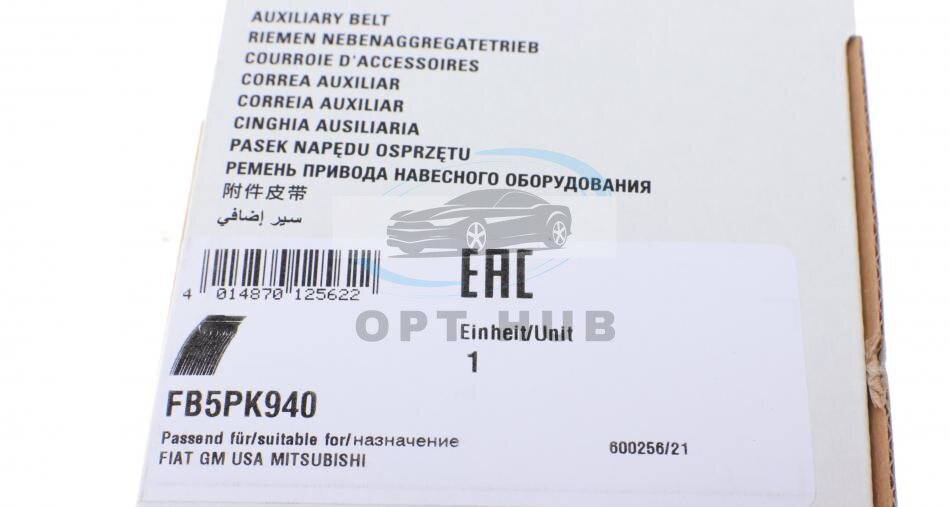 AUXILIARY BELT
RIEMEN NEBENAGGREGATETRIEB
COURROIE D'ACCESSOIRES
CORREA AUXILIAR
CORREIA AUXILIAR
CINGHIA AUSILIARIA
PASEK NAPĘDU OSPRZĘTU
РЕМЕНЬ ПРИВОДА НАВЕСНОГО ОБОРУДОВАНИЯ
附件皮带
سير إضافي
EAC
4 014870 125622
OPT HUB
Einheit/Unit
1
FB5PK940
Passend für/suitable for/назначение
600256/21
FIAT GM USA MITSUBISHI